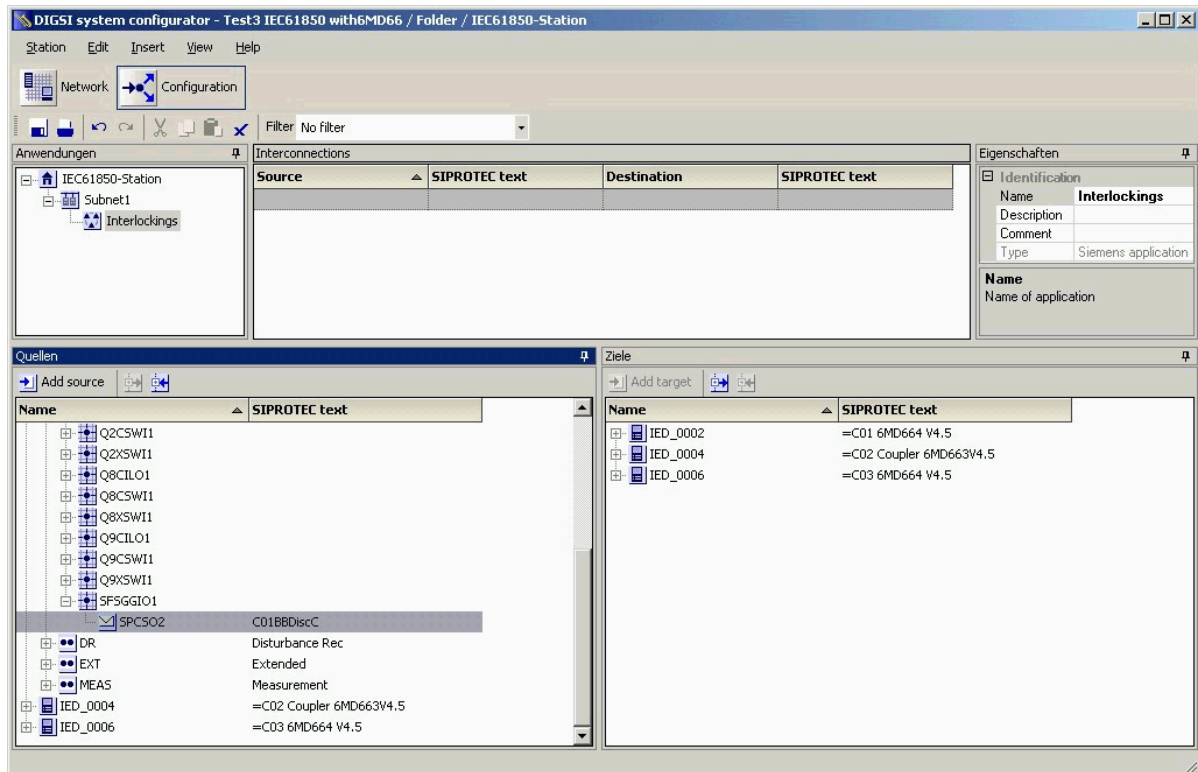 DIGSI system configurator - Test3 IEC61850 with6MD66 / Folder / IEC61850-Station
Station Edit Insert View Help
Network Configuration
Filter No filter
Anwendungen
IEC61850-Station
Subnet1
Interlockings
Interconnections
Source SIPROTEC text Destination SIPROTEC text
Eigenschaften
Identification
Name Interlockings
Description
Comment
Type Siemens application
Name
Name of application
Quellen
Add source
Name SIPROTEC text
Q2CSWI1
Q2XSWI1
Q8CILO1
Q8CSWI1
Q8XSWI1
Q9CILO1
Q9CSWI1
Q9XSWI1
SFSGGIO1
SPCSO2 C01BBDiscC
DR Disturbance Rec
EXT Extended
MEAS Measurement
IED_0004 =C02 Coupler 6MD663V4.5
IED_0006 =C03 6MD664 V4.5
Ziele
Add target
Name SIPROTEC text
IED_0002 =C01 6MD664 V4.5
IED_0004 =C02 Coupler 6MD663V4.5
IED_0006 =C03 6MD664 V4.5